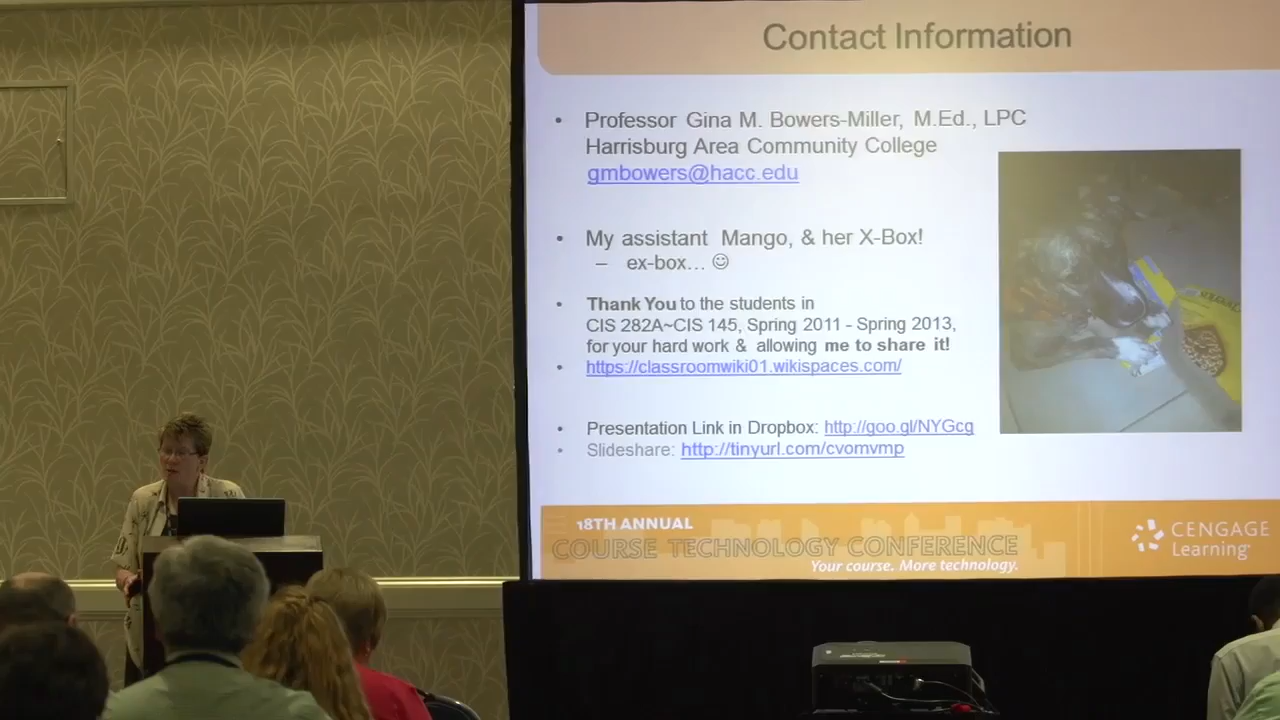 Contact Information
Professor Gina M. Bowers-Miller, M.Ed., LPC
Harrisburg Area Community College
gmbowers@hacc.edu
My assistant Mango, & her X-Box!
– ex-box… ☺
Thank You to the students in
CIS 282A~CIS 145, Spring 2011 - Spring 2013,
for your hard work & allowing me to share it!
https://classroomwiki01.wikispaces.com/
Presentation Link in Dropbox: http://goo.gl/NYGcg
Slideshare: http://tinyurl.com/cvomvmp
18TH ANNUAL
COURSE TECHNOLOGY CONFERENCE
Your course. More technology.
CENGAGE
Learning